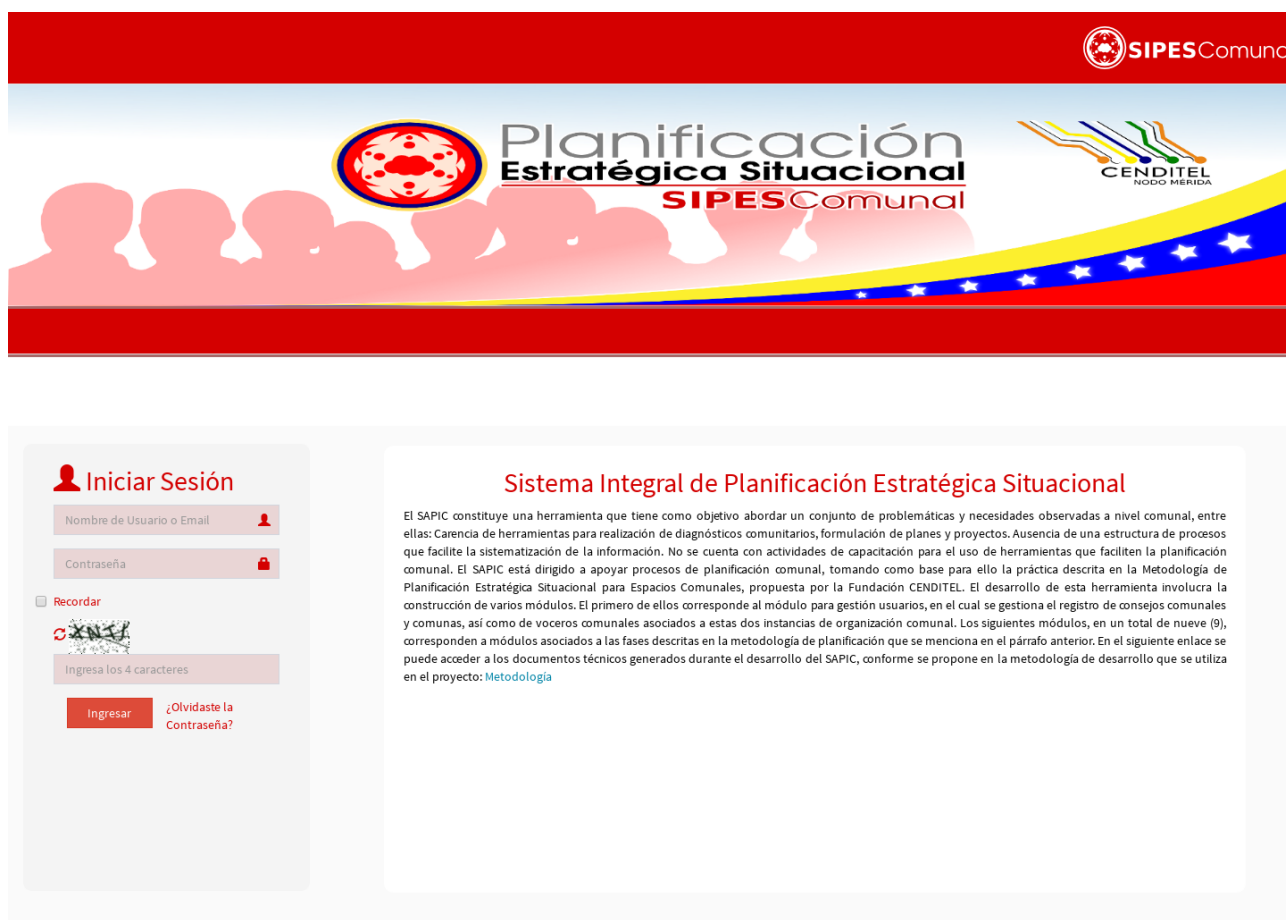 SIPESComuna
Planificación
Estratégica Situacional
SIPESComunal
CENDITEL
NODO MÉRIDA
Iniciar Sesión
Nombre de Usuario o Email
Contraseña
Recordar
Ingresa los 4 caracteres
Ingresar
¿Olvidaste la
Contraseña?
Sistema Integral de Planificación Estratégica Situacional
El SAPIC constituye una herramienta que tiene como objetivo abordar un conjunto de problemáticas y necesidades observadas a nivel comunal, entre
ellas: Carencia de herramientas para realización de diagnósticos comunitarios, formulación de planes y proyectos. Ausencia de una estructura de procesos
que facilite la sistematización de la información. No se cuenta con actividades de capacitación para el uso de herramientas que faciliten la planificación
comunal. El SAPIC está dirigido a apoyar procesos de planificación comunal, tomando como base para ello la práctica descrita en la Metodología de
Planificación Estratégica Situacional para Espacios Comunales, propuesta por la Fundación CENDITEL. El desarrollo de esta herramienta involucra la
construcción de varios módulos. El primero de ellos corresponde al módulo para gestión usuarios, en el cual se gestiona el registro de consejos comunales
y comunas, así como de voceros comunales asociados a estas dos instancias de organización comunal. Los siguientes módulos, en un total de nueve (9),
corresponden a módulos asociados a las fases descritas en la metodología de planificación que se menciona en el párrafo anterior. En el siguiente enlace se
puede acceder a los documentos técnicos generados durante el desarrollo del SAPIC, conforme se propone en la metodología de desarrollo que se utiliza
en el proyecto: Metodología